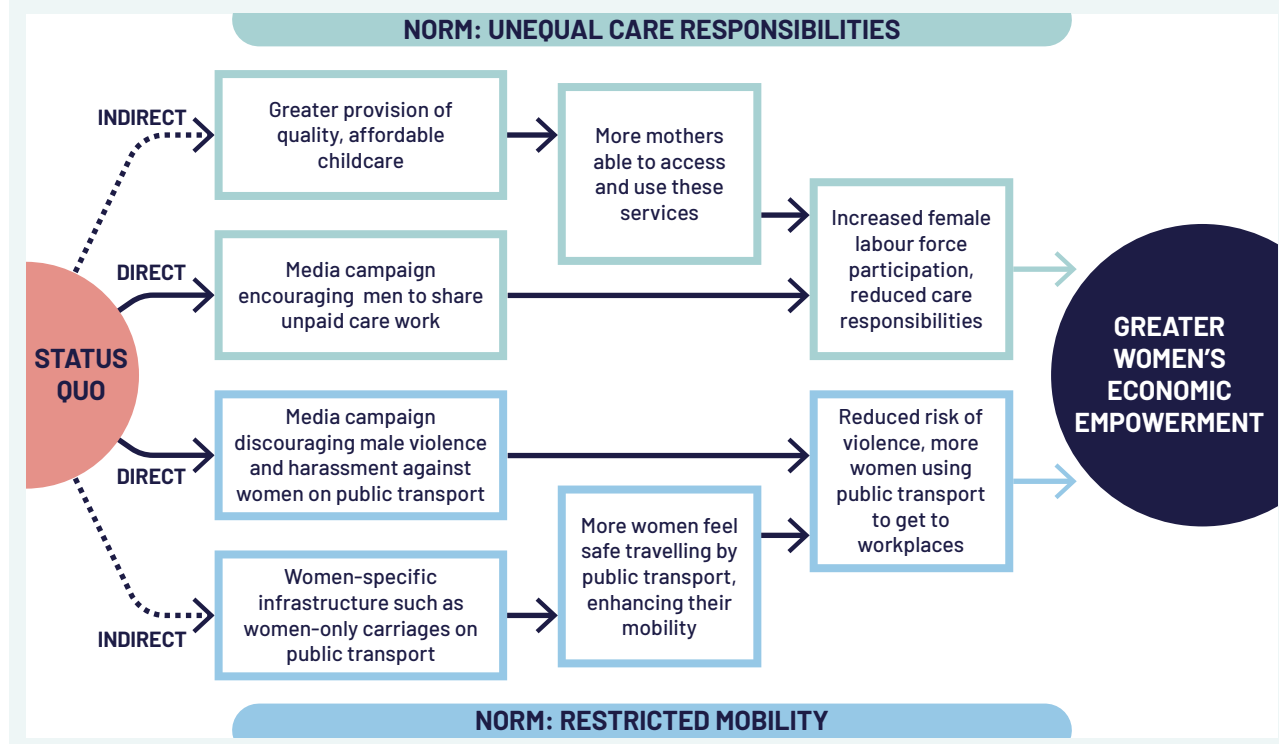 NORM: UNEQUAL CARE RESPONSIBILITIES
INDIRECT
Greater provision of
quality, affordable
childcare
More mothers
able to access
and use these
services
DIRECT
Media campaign
encouraging men to share
unpaid care work
Increased female
labour force
participation,
reduced care
responsibilities
STATUS
QUO
GREATER
WOMEN'S
ECONOMIC
EMPOWERMENT
DIRECT
Media campaign
discouraging male violence
and harassment against
women on public transport
Reduced risk of
violence, more
women using
public transport
to get to
workplaces
INDIRECT
Women-specific
infrastructure such as
women-only carriages on
public transport
More women feel
safe travelling by
public transport,
enhancing their
mobility
NORM: RESTRICTED MOBILITY